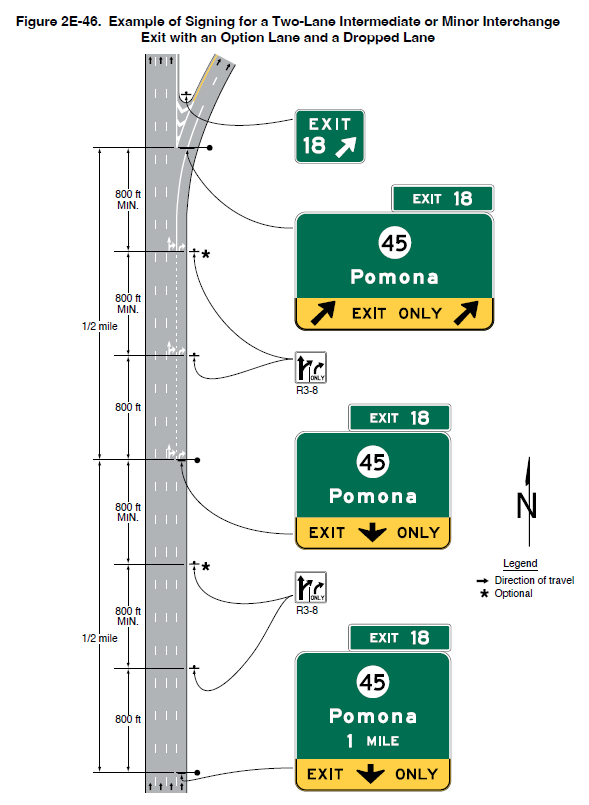 Figure 2E-46. Example of Signing for a Two-Lane Intermediate or Minor Interchange
Exit with an Option Lane and a Dropped Lane
EXIT
18
800 ft
MIN.
EXIT 18
45
Pomona
EXIT ONLY
*
800 ft
MIN.
1/2 mile
ONLY
R3-8
800 ft
EXIT 18
45
Pomona
EXIT ONLY
800 ft
MIN.
N
*
Legend
Direction of travel
* Optional
ONLY
R3-8
800 ft
MIN.
1/2 mile
EXIT 18
45
Pomona
1 MILE
EXIT ONLY
800 ft